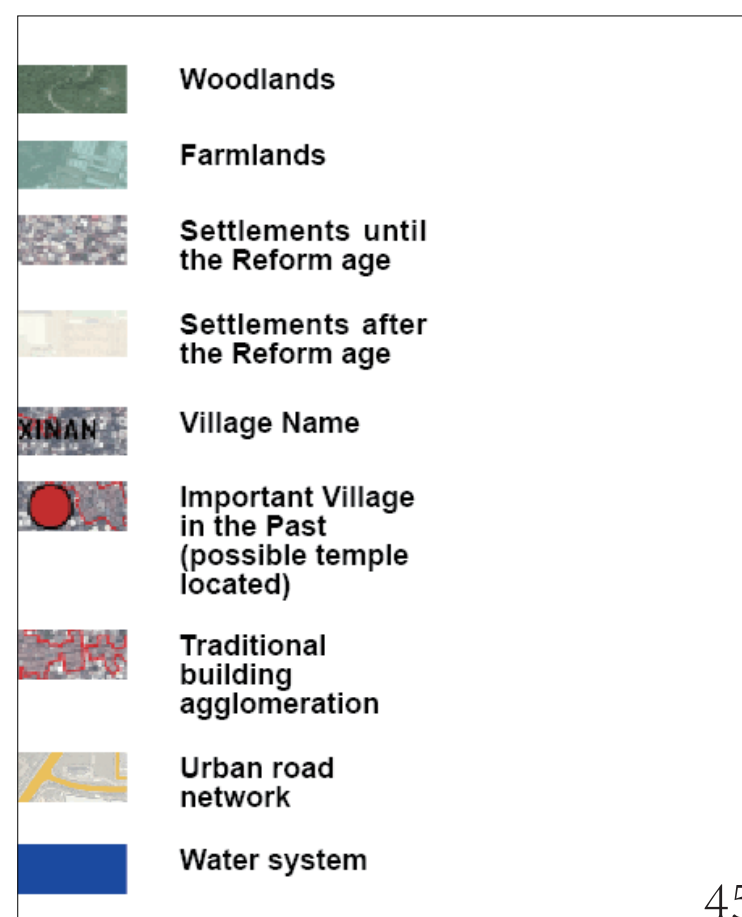 Woodlands
Farmlands
Settlements until
the Reform age
Settlements after
the Reform age
XINAN
Village Name
Important Village
in the Past
(possible temple
located)
Traditional
building
agglomeration
Urban road
network
Water system
45